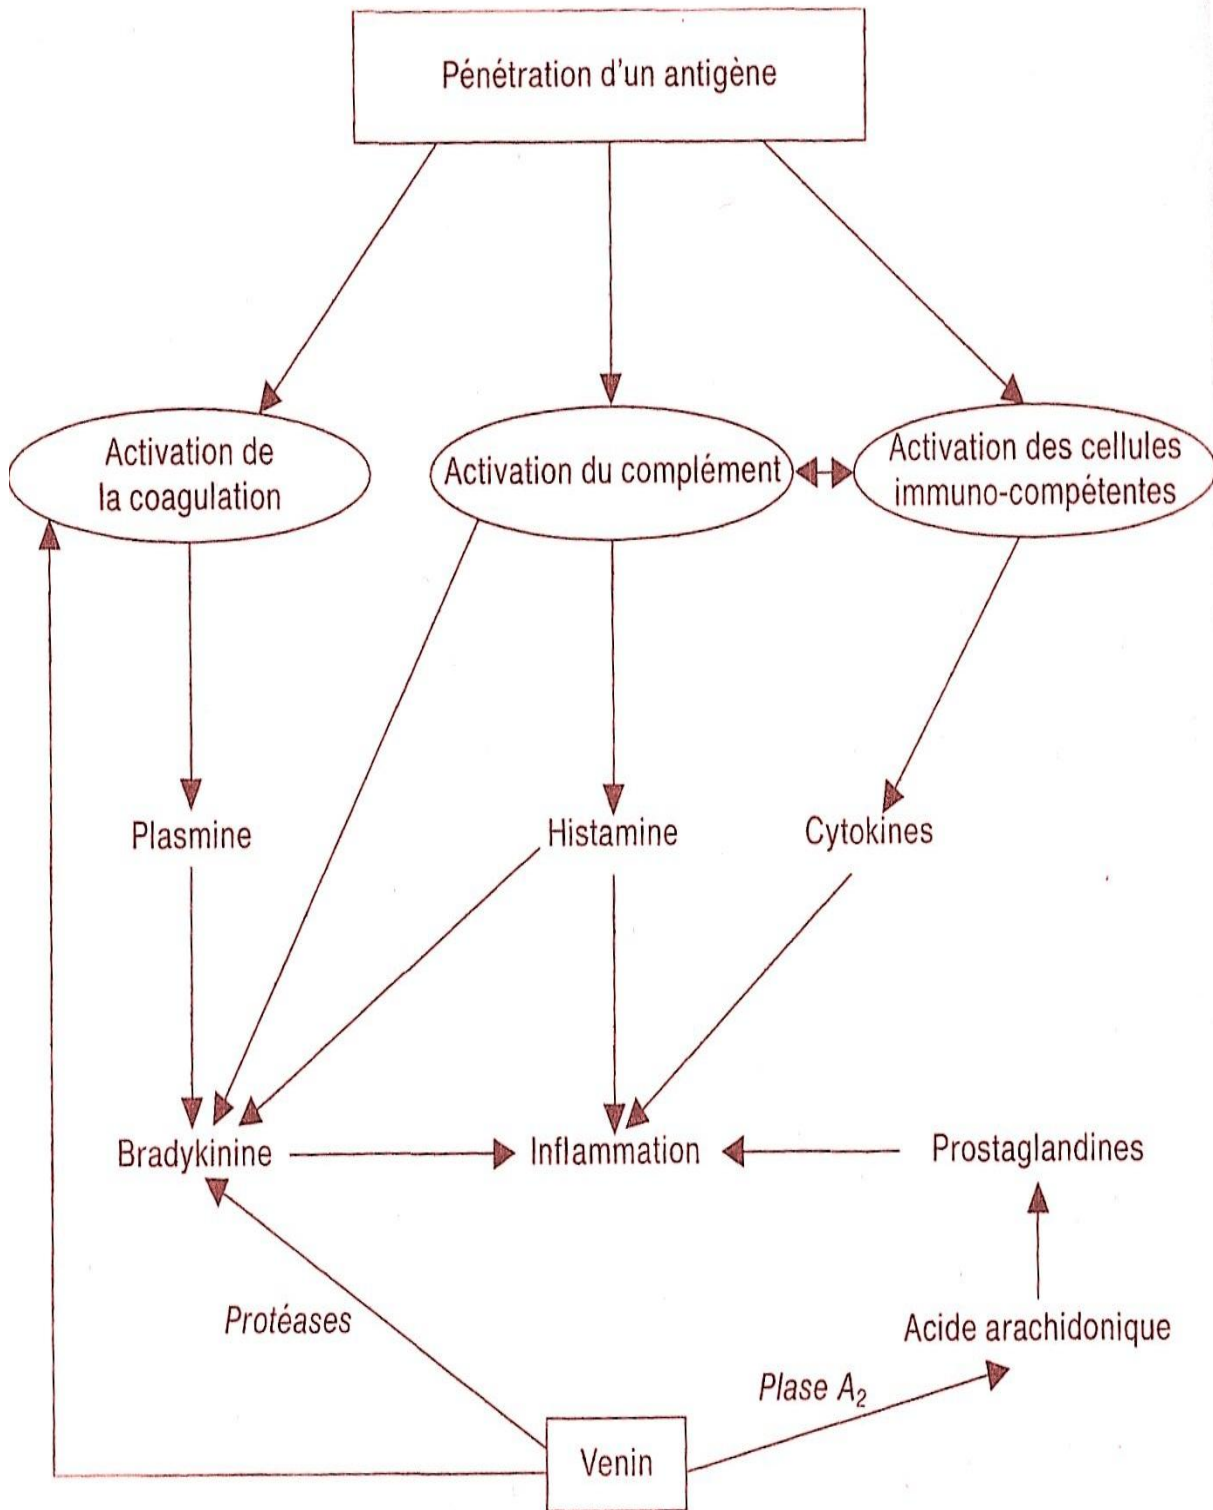 Pénétration d'un antigène
Activation de
la coagulation
Activation du complément
Activation des cellules
immuno-compétentes
Plasmine
Histamine
Cytokines
Bradykinine
Inflammation
Prostaglandines
Protéases
Acide arachidonique
Plase A₂
Venin